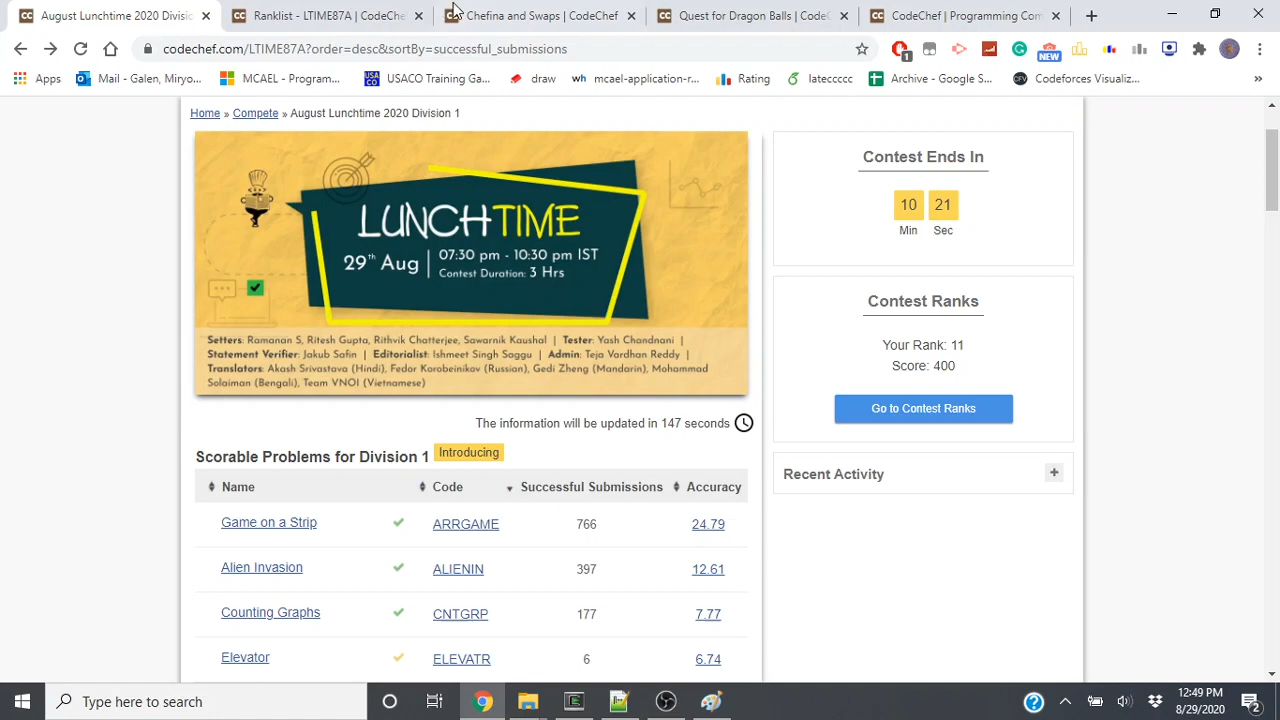 August Lunchtime 2020 Divisio
Ranklist - LTIME87A | CodeChe
Chefina and Swaps | CodeChef
Quest for Dragon Balls | CodeC
CodeChef | Programming Com
codechef.com/LTIME87A?order=desc&sortBy=successful_submissions
1
NEW
Apps
Mail - Galen, Miryo...
MCAEL - Program...
USACO Training Ga...
draw
wh mcael-application-r...
Rating
lateccccc
Archive - Google S...
Codeforces Visualiz...
»
Home » Compete » August Lunchtime 2020 Division 1
LUNCHTIME
29th Aug
07:30 pm - 10:30 pm IST
Contest Duration: 3 Hrs
Setters: Ramanan S, Ritesh Gupta, Rithvik Chatterjee, Sawarnik Kaushal | Tester: Yash Chandnani |
Statement Verifier: Jakub Safin | Editorialist: Ishmeet Singh Saggu | Admin: Teja Vardhan Reddy |
Translators: Akash Srivastava (Hindi), Fedor Korobeinikov (Russian), Gedi Zheng (Mandarin), Mohammad
Solaiman (Bengali), Team VNOI (Vietnamese)
The information will be updated in 147 seconds
Scorable Problems for Division 1 Introducing
Name Code Successful Submissions Accuracy
Game on a Strip ARRGAME 766 24.79
Alien Invasion ALIENIN 397 12.61
Counting Graphs CNTGRP 177 7.77
Elevator ELEVATR 6 6.74
Contest Ends In
10 21
Min Sec
Contest Ranks
Your Rank: 11
Score: 400
Go to Contest Ranks
Recent Activity +
Type here to search
12:49 PM
8/29/2020
2